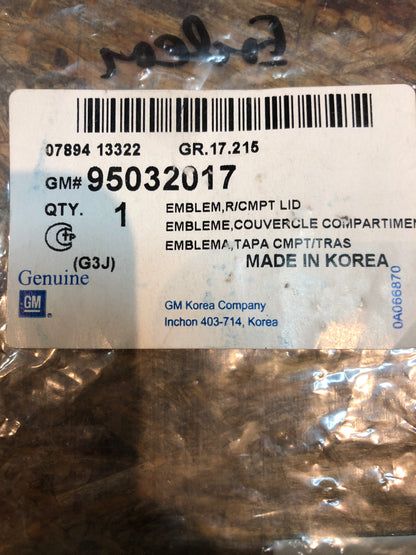 Emblem
07894 13322 GR.17.215
GM# 95032017
QTY. 1 EMBLEM,R/CMPT LID
EMBLEME,COUVERCLE COMPARTIMEN
EMBLEMA,TAPA CMPT/TRAS
(G3J) MADE IN KOREA
Genuine
GM
GM Korea Company
Inchon 403-714, Korea
0A066870